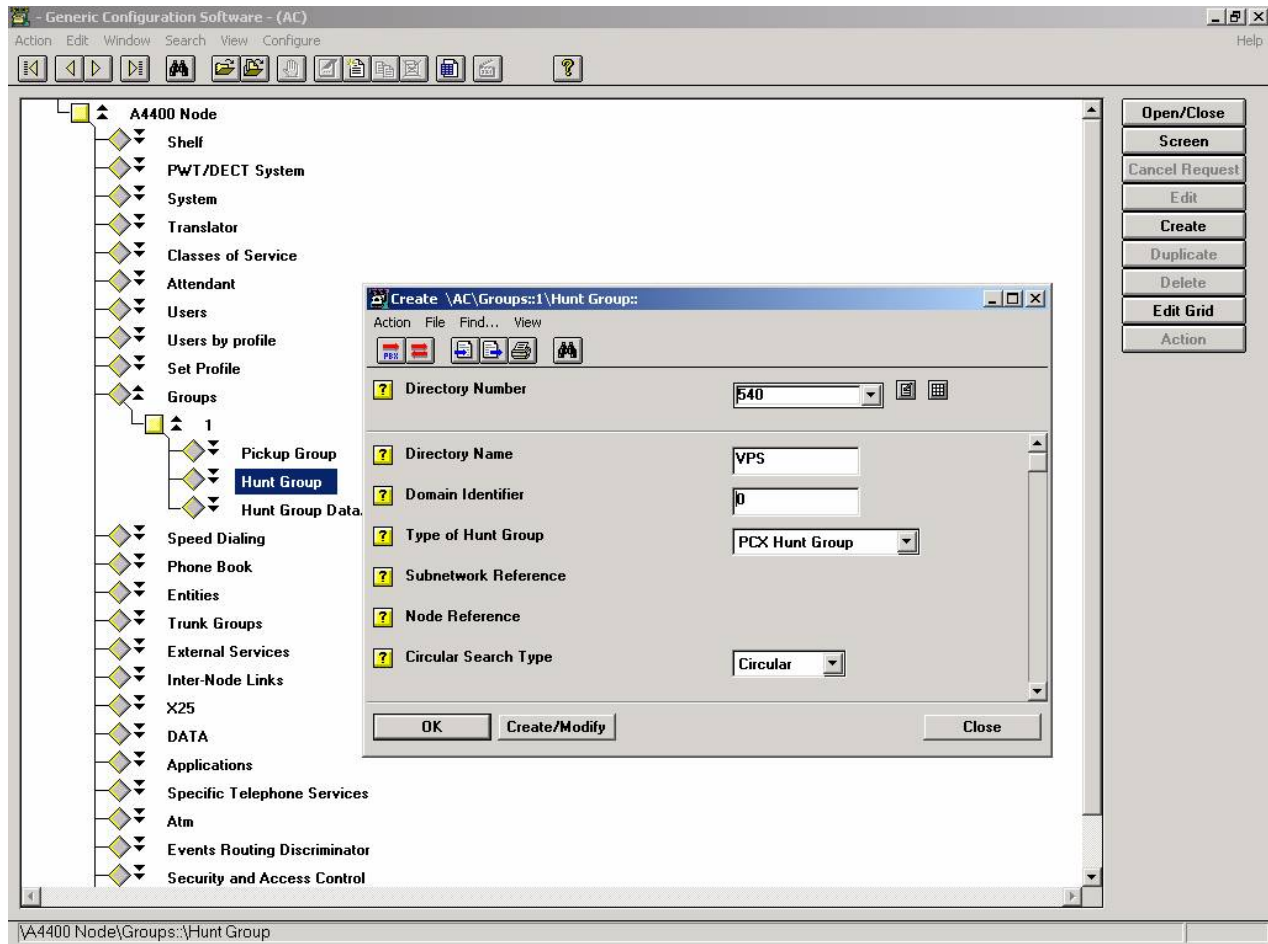 - Generic Configuration Software - (AC)
Action Edit Window Search View Configure Help
A4400 Node
Shelf
PWT/DECT System
System
Translator
Classes of Service
Attendant
Users
Users by profile
Set Profile
Groups
1
Pickup Group
Hunt Group
Hunt Group Data.
Speed Dialing
Phone Book
Entities
Trunk Groups
External Services
Inter-Node Links
X25
DATA
Applications
Specific Telephone Services
Atm
Events Routing Discriminator
Security and Access Control
Create \AC\Groups::1\Hunt Group::
Action File Find... View
PBX
? Directory Number 540
? Directory Name VPS
? Domain Identifier 0
? Type of Hunt Group PCX Hunt Group
? Subnetwork Reference
? Node Reference
? Circular Search Type Circular
OK Create/Modify Close
Open/Close
Screen
Cancel Request
Edit
Create
Duplicate
Delete
Edit Grid
Action
\A4400 Node\Groups::\Hunt Group